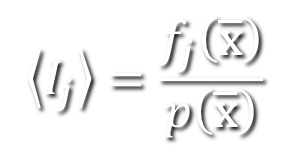 ⟨I_j⟩ = f_j(x̅) / p(x̅)